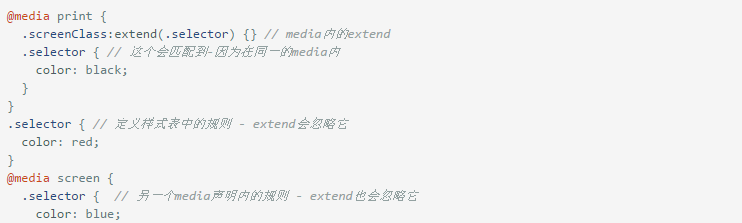 @media print {
.screenClass:extend(.selector) {} // media内的extend
.selector { // 这个会匹配到-因为在同一的media内
color: black;
}
}
.selector { // 定义样式表中的规则 - extend会忽略它
color: red;
}
@media screen {
.selector {  // 另一个media声明内的规则 - extend也会忽略它
color: blue;